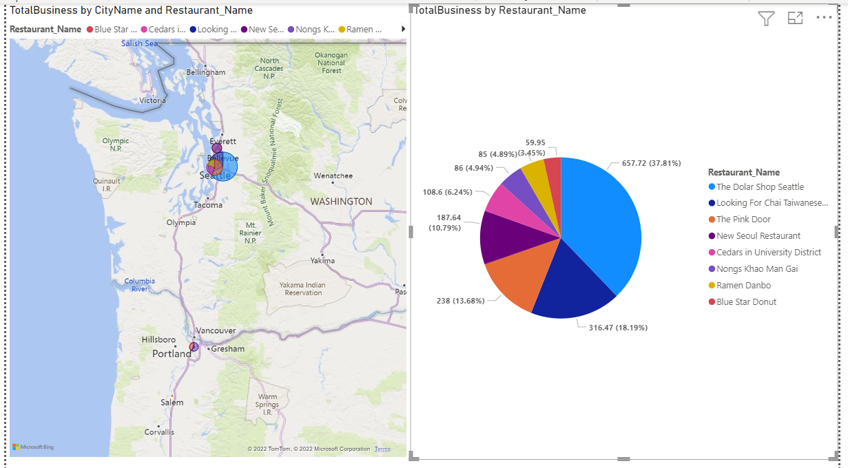 TotalBusiness by CityName and Restaurant_Name
Restaurant_Name Blue Star ... Cedars i... Looking ... New Se... Nongs K... Ramen ...
Salish Sea
Bellingham
North
Cascades
N.P.
Okanogan
National
Forest
Victoria
Colv
Re
Everett
Olympic
N.P.
Bellevue
Seattle
Mount Baker Snoqualmie National Forest
Quinault
I.R.
Wenatchee
Tacoma
WASHINGTON
Olympia
Mt.
Rainier
N.P.
Yakima
Columbia
River
Yakama Indian
Reservation
Pas
Vancouver
Hillsboro
Portland
Gresham
Salem
Warm
Springs
I.R.
Corvallis
Microsoft Bing
© 2022 TomTom, © 2022 Microsoft Corporation Terms
TotalBusiness by Restaurant_Name
59.95
(3.45%)
85 (4.89%)
86 (4.94%)
108.6 (6.24%)
187.64
(10.79%)
238 (13.68%)
657.72 (37.81%)
316.47 (18.19%)
Restaurant_Name
The Dolar Shop Seattle
Looking For Chai Taiwanese...
The Pink Door
New Seoul Restaurant
Cedars in University District
Nongs Khao Man Gai
Ramen Danbo
Blue Star Donut